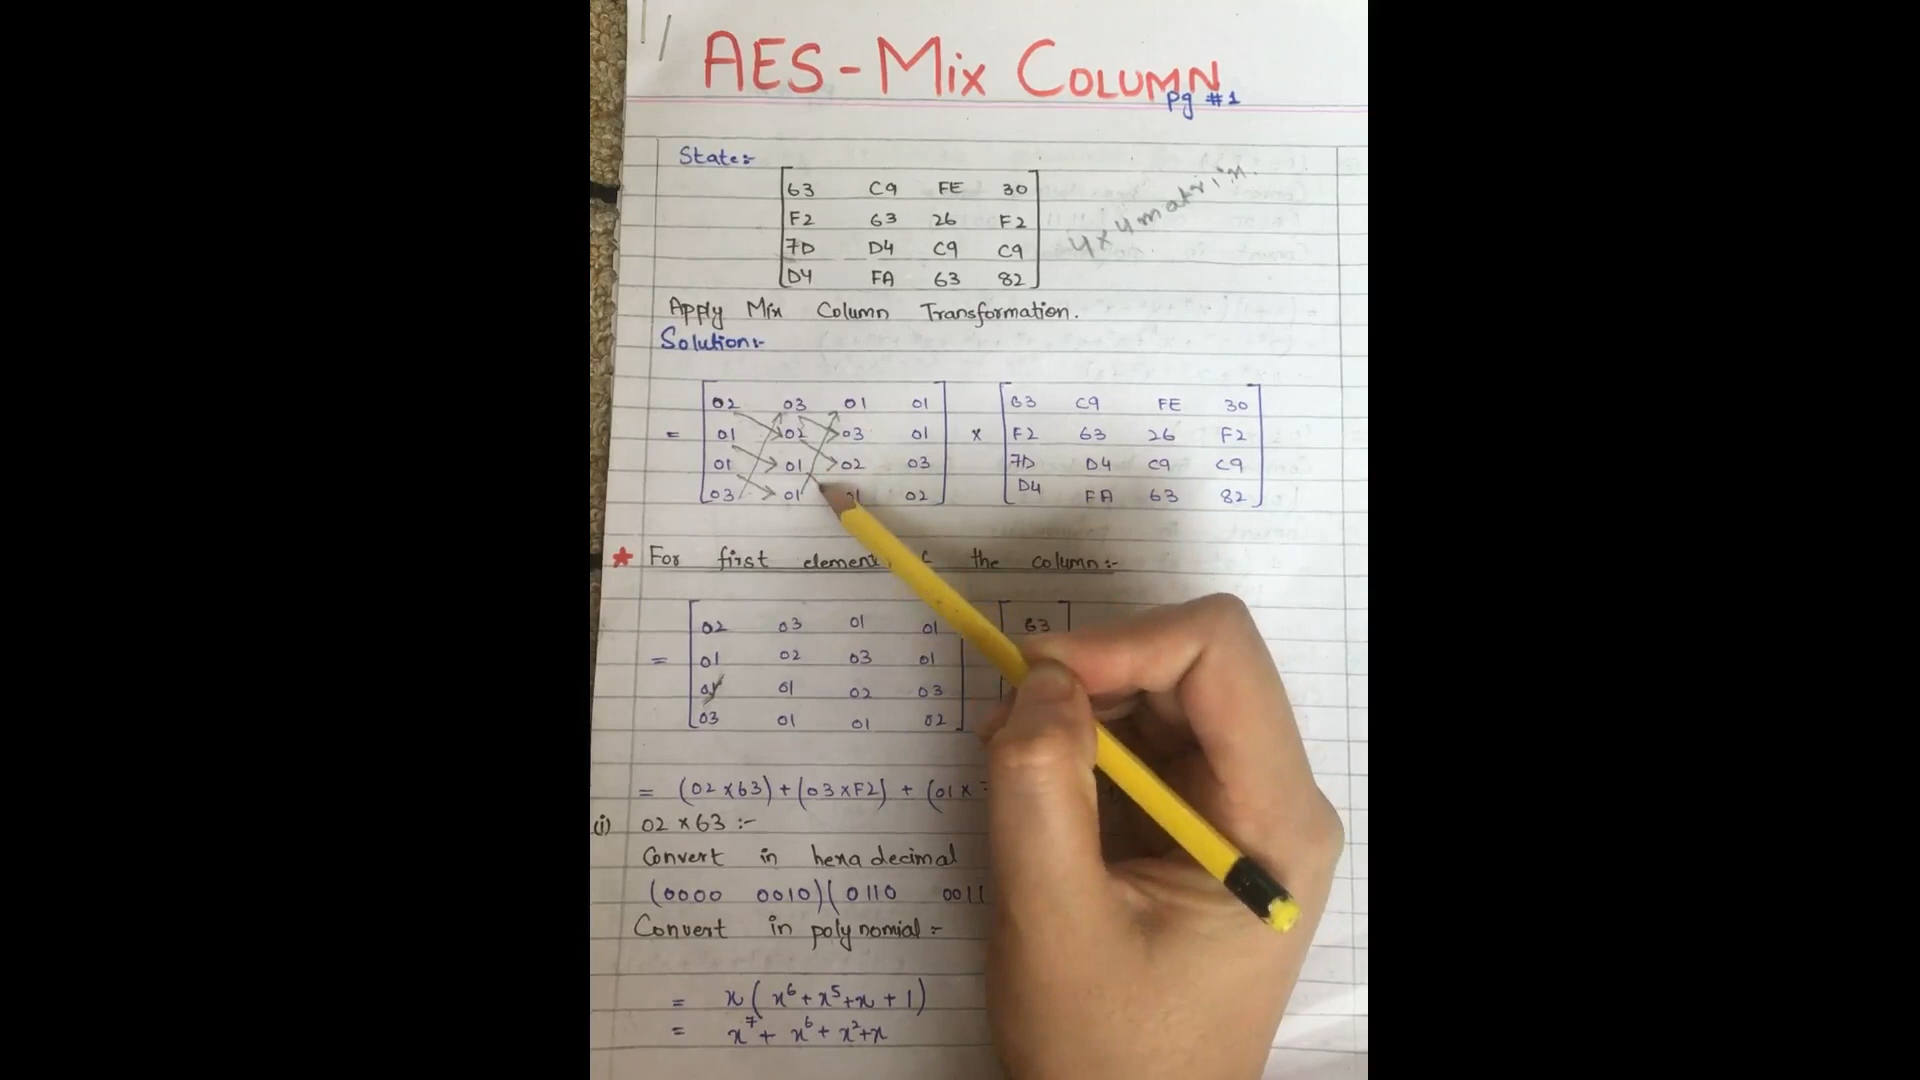 AES - Mix Column
Pg #1
State:-
63 C9 FE 30
F2 63 26 F2
7D D4 C9 C9
D4 FA 63 82
4x4 matrix.
Apply Mix Column Transformation.
Solution:-
02 03 01 01 63 C9 FE 30
= 01 02 03 01 x F2 63 26 F2
01 01 02 03 7D D4 C9 C9
03 01 01 02 D4 FA 63 82
★ For first element the column:-
02 03 01 01 63
= 01 02 03 01
01 01 02 03
03 01 01 02
= (02 x 63) + (03 x F2) + (01 x
(i) 02 x 63 :-
Convert in hexa decimal
(0000 0010)(0110 0011
Convert in polynomial :-
= x(x⁶+x⁵+x+1)
= x⁷+x⁶+x²+x